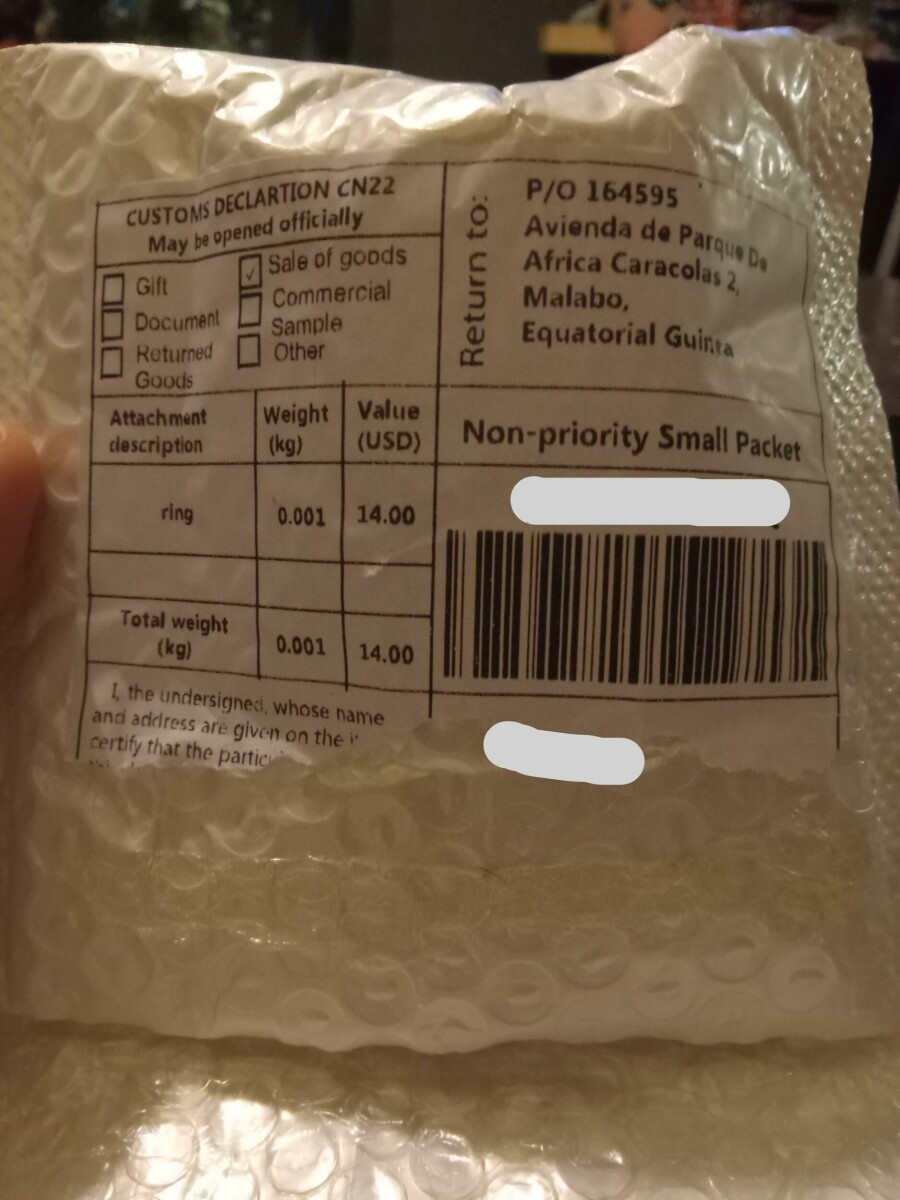 CUSTOMS DECLARTION CN22
May be opened officially
Gift
Document
Returned
Goods
✓ Sale of goods
Commercial
Sample
Other
Return to:
P/O 164595
Avienda de Parque De
Africa Caracolas 2,
Malabo,
Equatorial Guinea
Attachment
description
Weight
(kg)
Value
(USD)
Non-priority Small Packet
ring 0.001 14.00
Total weight
(kg)
0.001 14.00
I, the undersigned, whose name
and address are given on the
certify that the